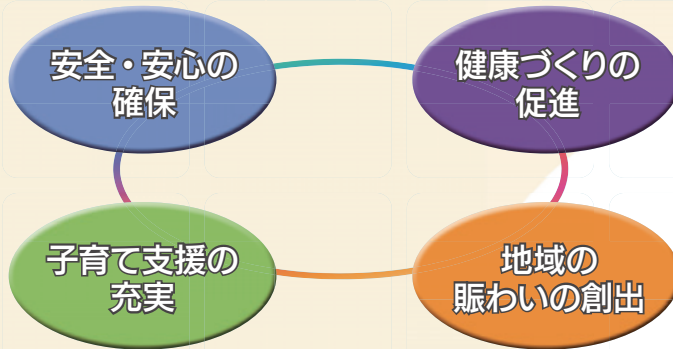 安全・安心の
確保
健康づくりの
促進
子育て支援の
充実
地域の
賑わいの創出